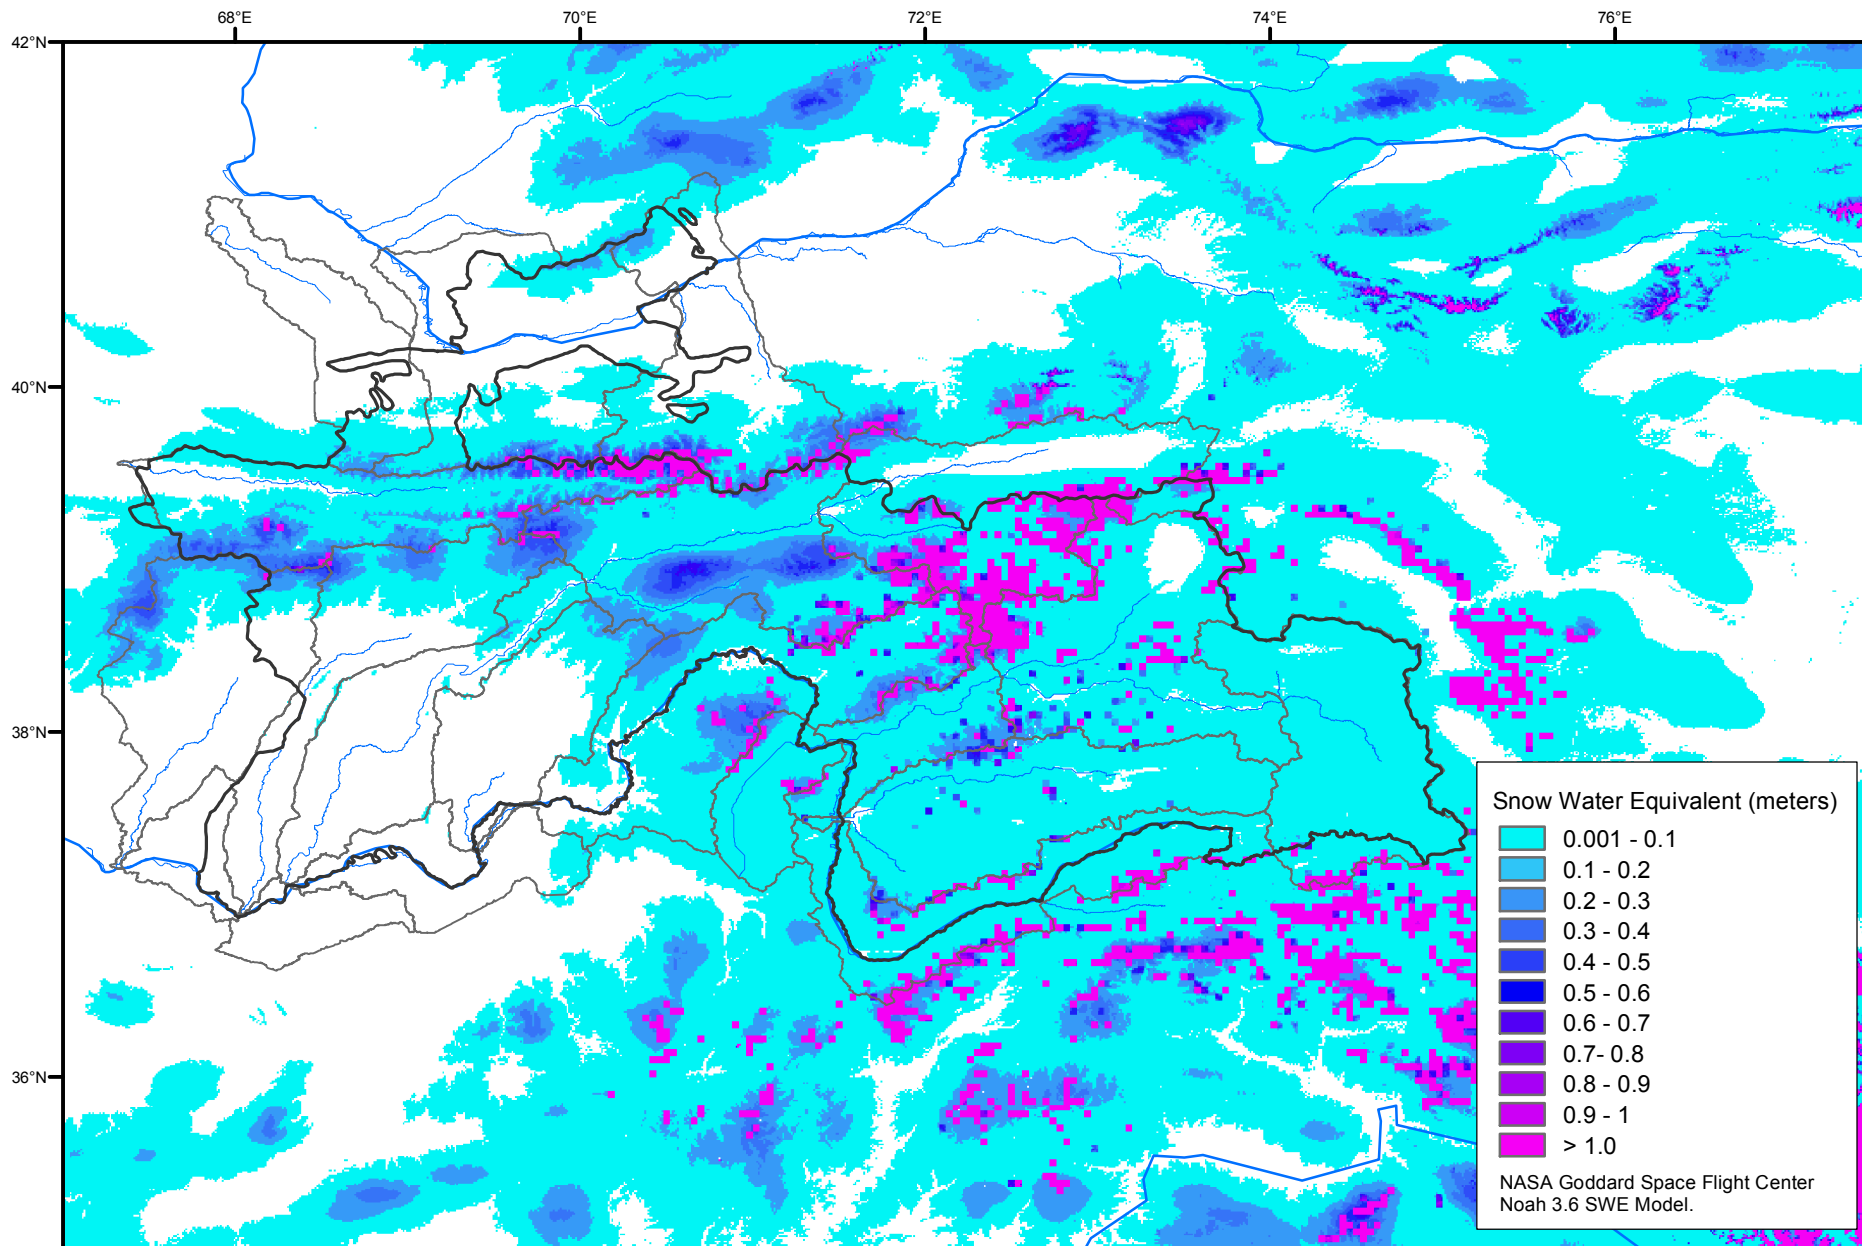 68°E 70°E 72°E 74°E 76°E
42°N
40°N
38°N
36°N
Snow Water Equivalent (meters)
0.001 - 0.1
0.1 - 0.2
0.2 - 0.3
0.3 - 0.4
0.4 - 0.5
0.5 - 0.6
0.6 - 0.7
0.7- 0.8
0.8 - 0.9
0.9 - 1
> 1.0
NASA Goddard Space Flight Center
Noah 3.6 SWE Model.